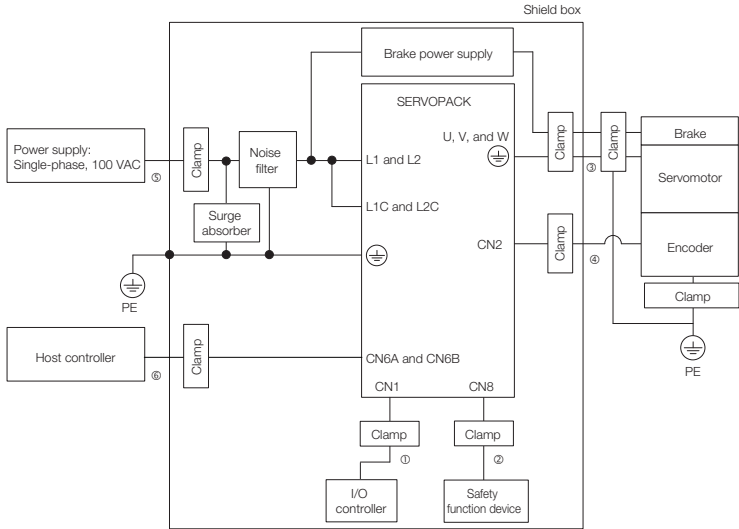 Shield box
Brake power supply
SERVOPACK
Power supply:
Single-phase, 100 VAC
⑤
Clamp
Noise
filter
L1 and L2
U, V, and W
Clamp
③
Clamp
Brake
Servomotor
L1C and L2C
Surge
absorber
CN2
Clamp
④
Encoder
Clamp
PE
PE
Host controller
⑥
Clamp
CN6A and CN6B
CN1
CN8
Clamp
Clamp
①
②
I/O
controller
Safety
function device